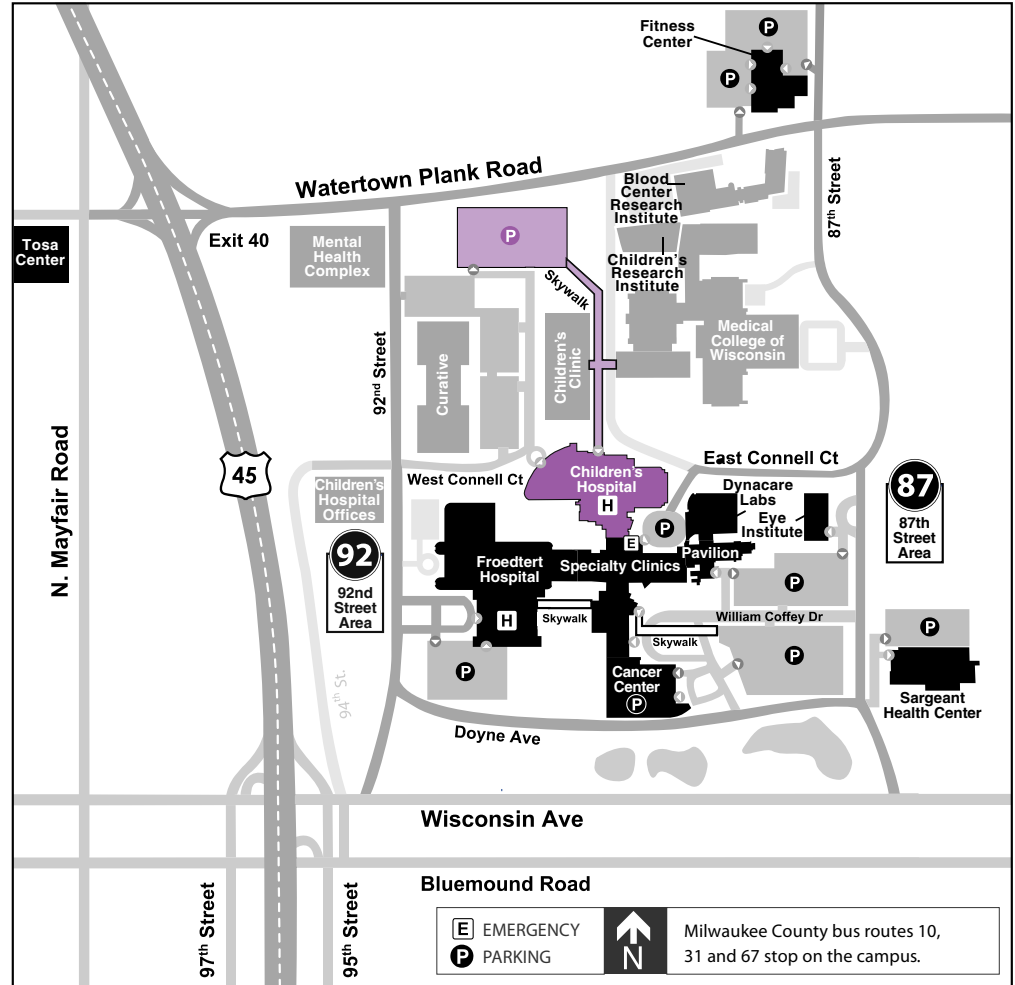 Fitness
Center
P
P
Watertown Plank Road
Blood
Center
Research
Institute
87th Street
Tosa
Center
Exit 40
Mental
Health
Complex
P
Skywalk
Children's
Research
Institute
Medical
College of
Wisconsin
92nd Street
Curative
Children's
Clinic
N. Mayfair Road
45
West Connell Ct
Children's
Hospital
H
East Connell Ct
87
87th
Street
Area
Children's
Hospital
Offices
Dynacare
Labs
Eye
Institute
P
E
Pavilion
92
92nd
Street
Area
Froedtert
Hospital
Specialty Clinics
P
H
Skywalk
William Coffey Dr
Skywalk
P
P
P
Cancer
Center
P
Sargeant
Health Center
94th St.
Doyne Ave
Wisconsin Ave
Bluemound Road
97th Street
95th Street
E EMERGENCY
P PARKING
N
Milwaukee County bus routes 10,
31 and 67 stop on the campus.